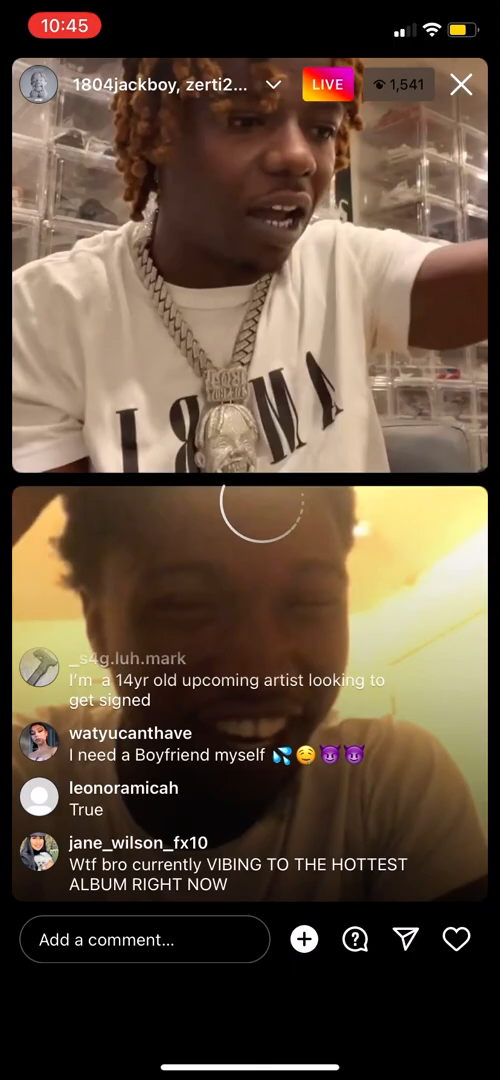 10:45
1804jackboy, zerti2...
LIVE
1,541
_s4g.luh.mark
I'm a 14yr old upcoming artist looking to
get signed
watyucanthave
I need a Boyfriend myself 💦🤤😈😈
leonoramicah
True
jane_wilson_fx10
Wtf bro currently VIBING TO THE HOTTEST
ALBUM RIGHT NOW
Add a comment...